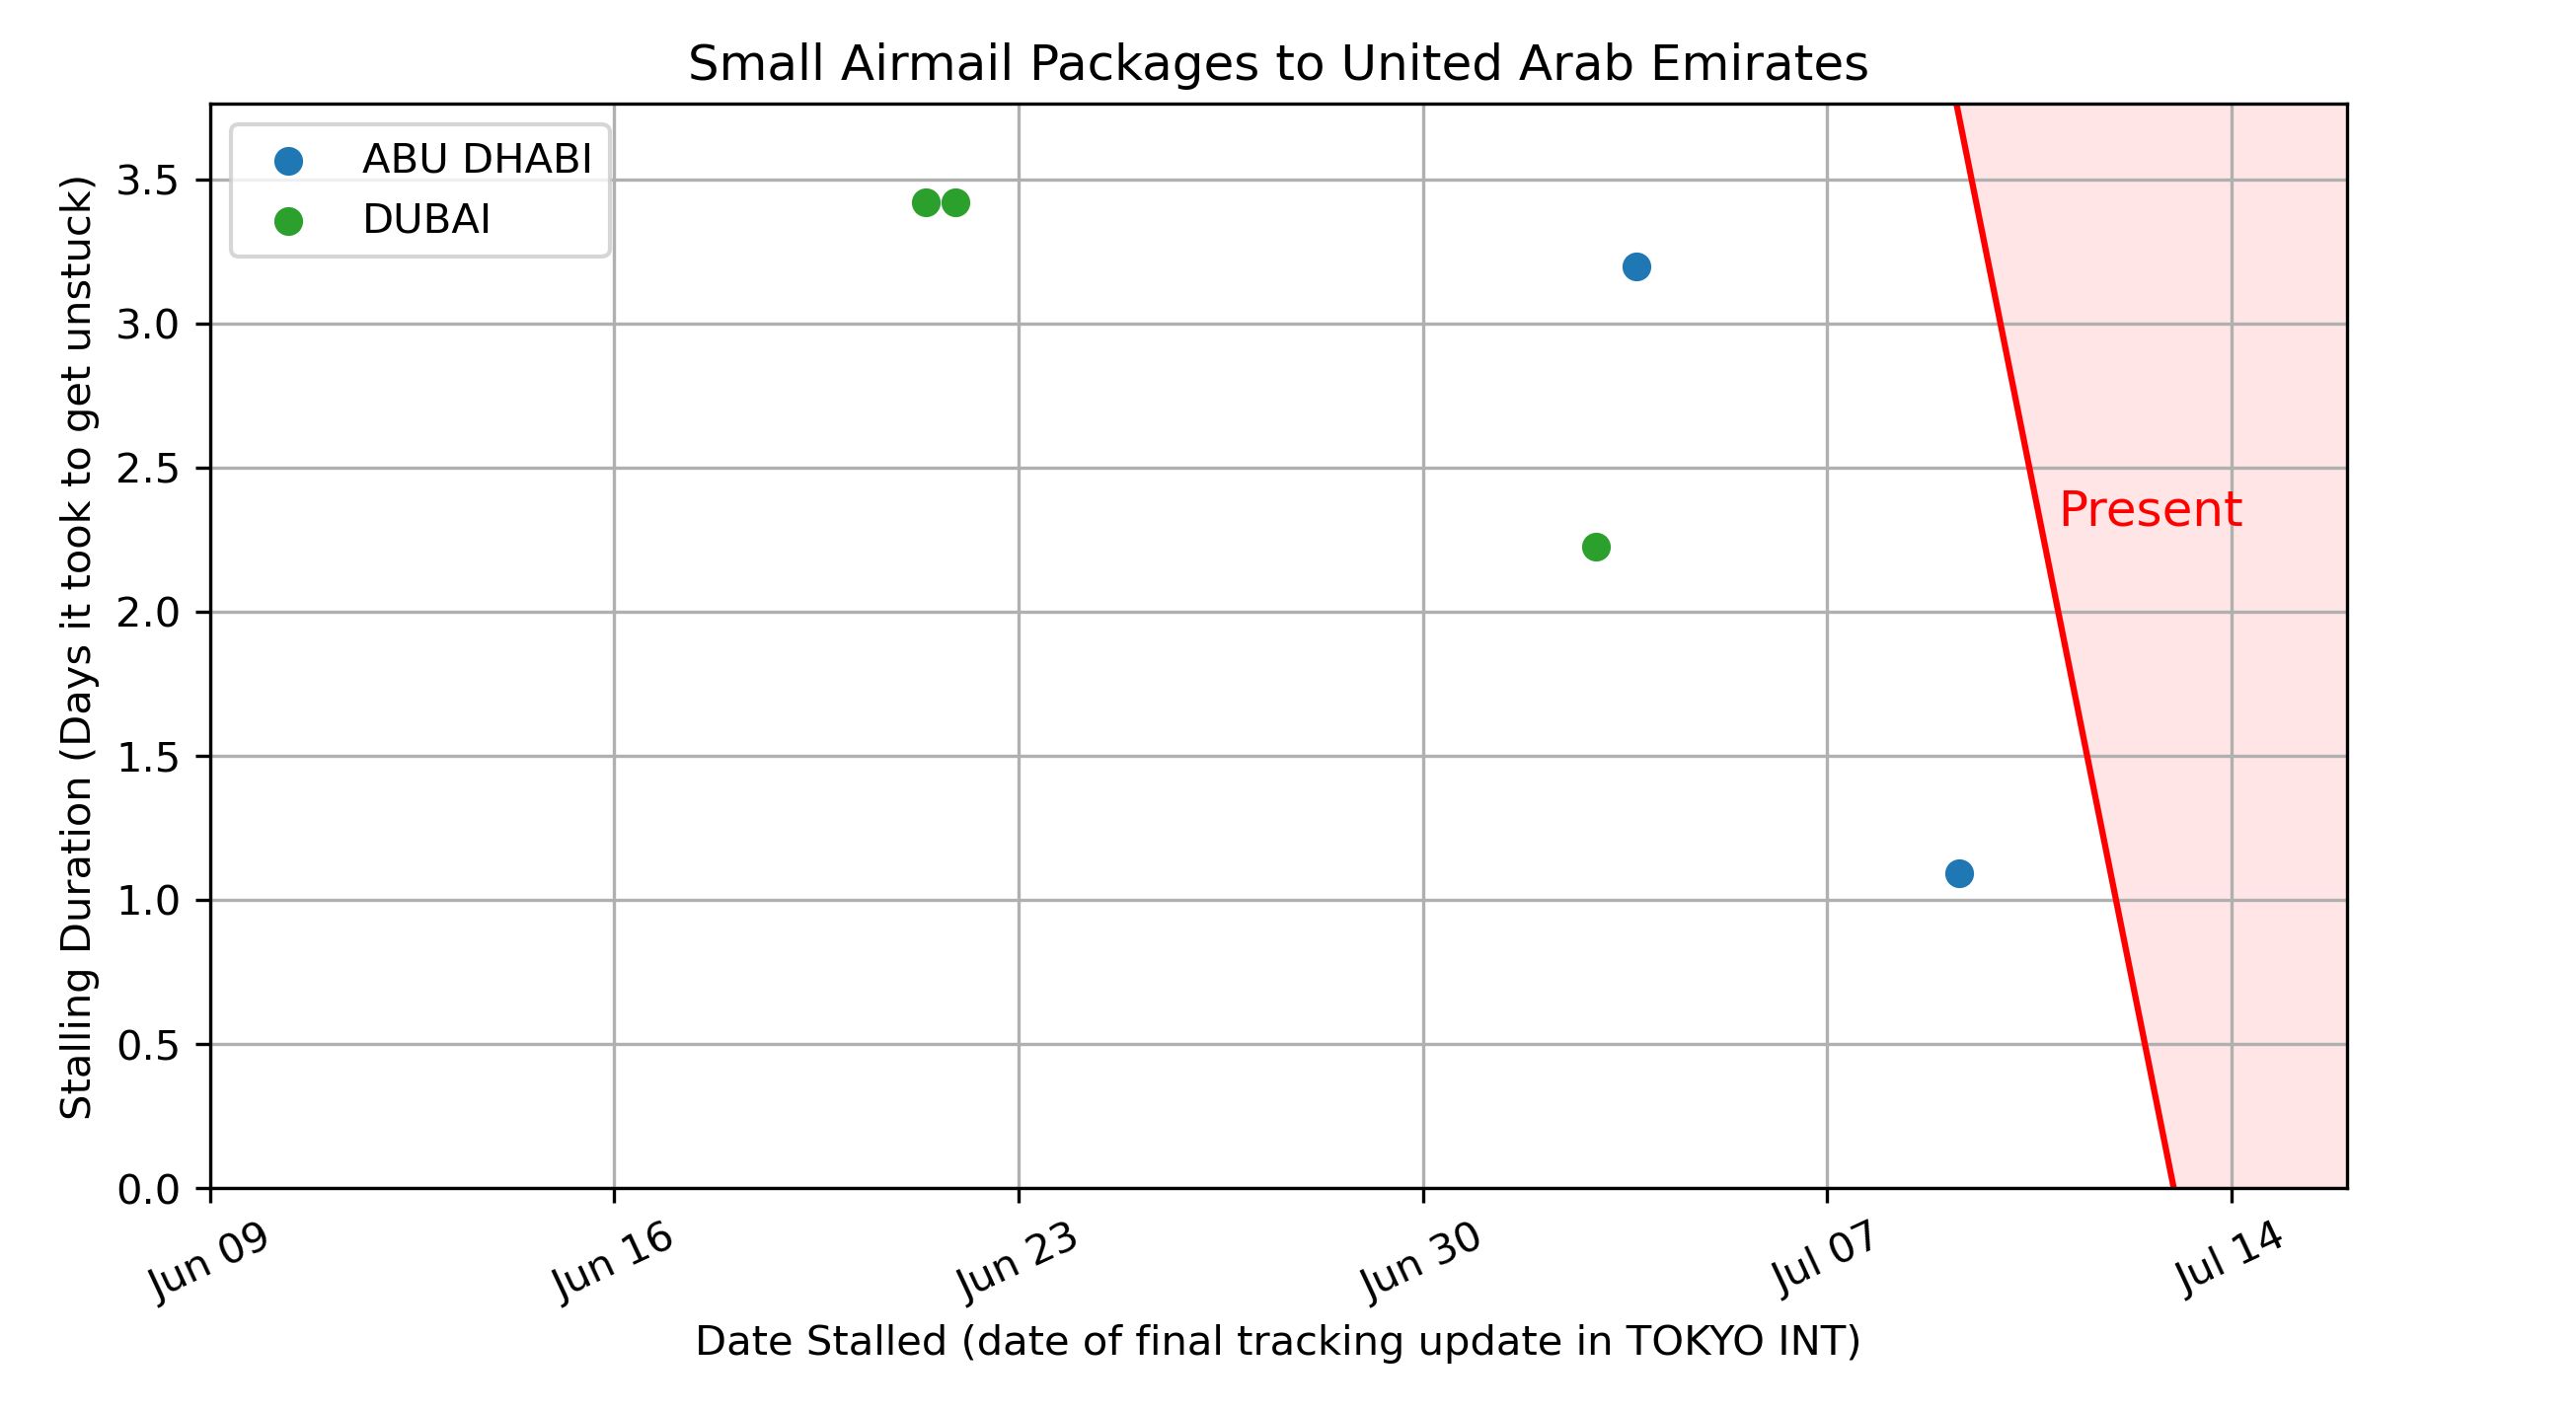 Small Airmail Packages to United Arab Emirates
ABU DHABI
DUBAI
Stalling Duration (Days it took to get unstuck)
3.5
3.0
2.5
2.0
1.5
1.0
0.5
0.0
Present
Jun 09
Jun 16
Jun 23
Jun 30
Jul 07
Jul 14
Date Stalled (date of final tracking update in TOKYO INT)